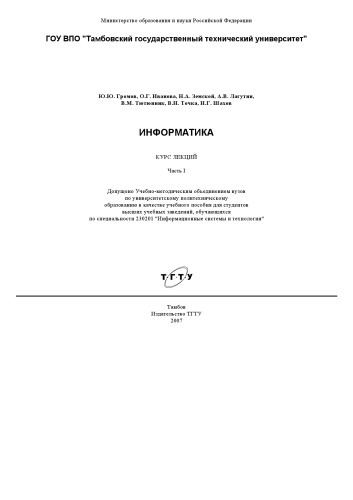 Министерство образования и науки Российской Федерации
ГОУ ВПО "Тамбовский государственный технический университет"
Ю.Ю. Громов, О.Г. Иванова, Н.А. Земской, А.В. Лагутин,
В.М. Тютюнник, В.Н. Точка, Н.Г. Шахов
ИНФОРМАТИКА
КУРС ЛЕКЦИЙ
Часть I
Допущено Учебно-методическим объединением вузов
по университетскому политехническому
образованию в качестве учебного пособия для студентов
высших учебных заведений, обучающихся
по специальности 230201 "Информационные системы и технологии"
Т·Г·Т·У
Тамбов
Издательство ТГТУ
2007